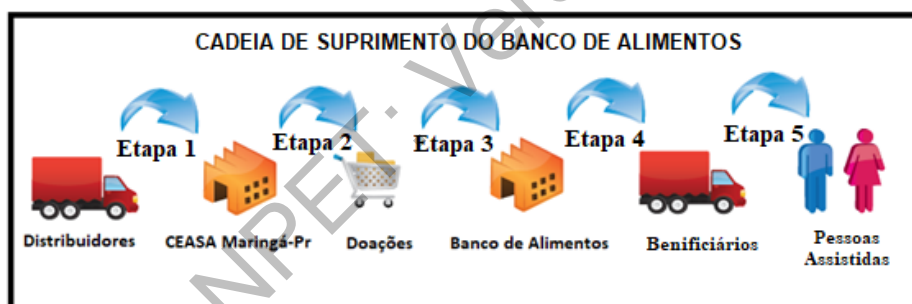 CADEIA DE SUPRIMENTO DO BANCO DE ALIMENTOS
Etapa 1
Etapa 2
Etapa 3
Etapa 4
Etapa 5
Distribuidores
CEASA Maringá-Pr
Doações
Banco de Alimentos
Benificiários
Pessoas
Assistidas
NPET: